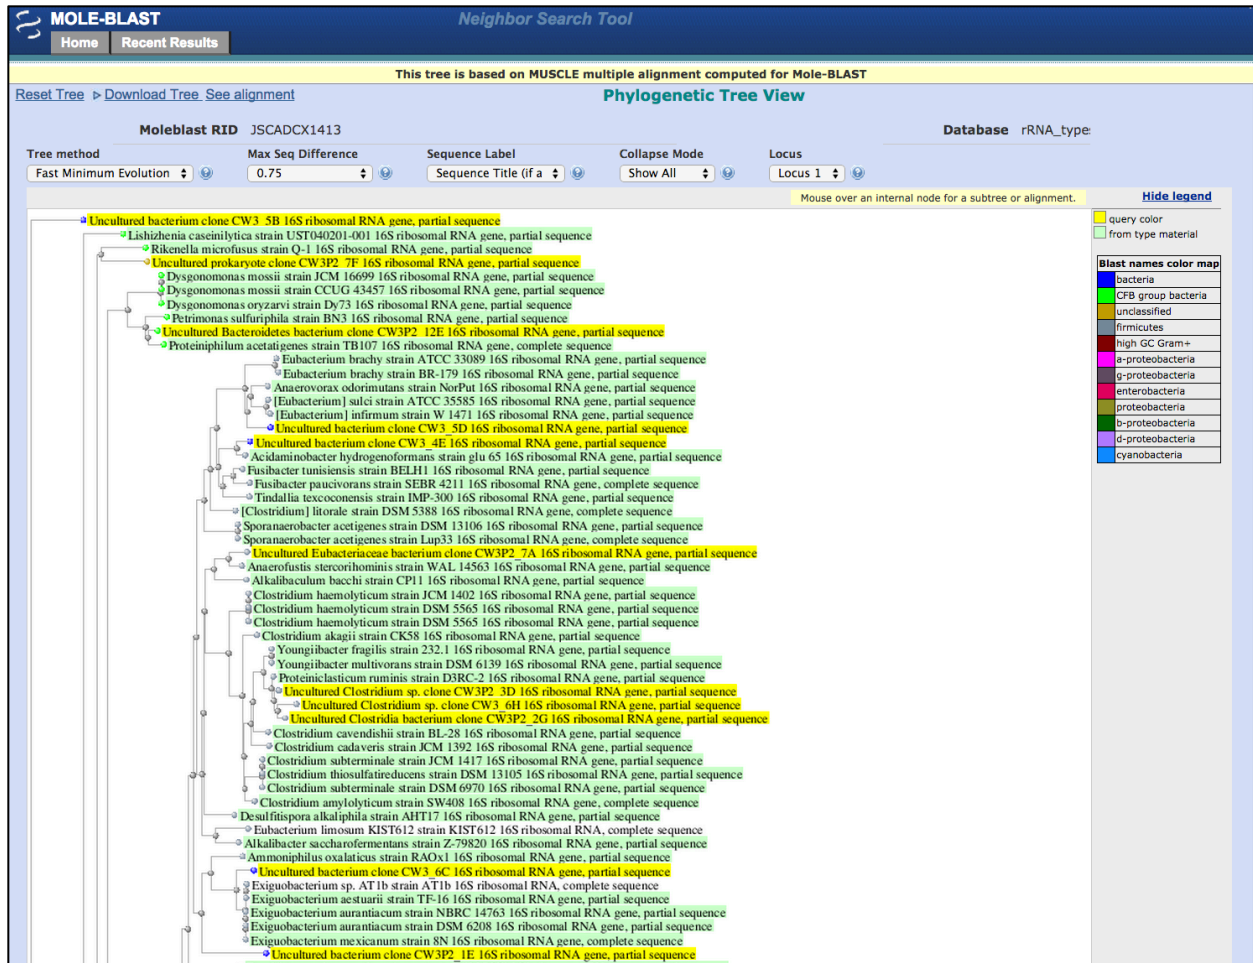 MOLE-BLAST
Neighbor Search Tool
Home Recent Results
This tree is based on MUSCLE multiple alignment computed for Mole-BLAST
Reset Tree Download Tree See alignment
Phylogenetic Tree View
Moleblast RID JSCADCX1413
Database rRNA_type
Tree method Max Seq Difference Sequence Label Collapse Mode Locus
Fast Minimum Evolution 0.75 Sequence Title (if a Show All Locus 1
Mouse over an internal node for a subtree or alignment.
Hide legend
query color
from type material
Blast names color map
bacteria
CFB group bacteria
unclassified
firmicutes
high GC Gram+
a-proteobacteria
g-proteobacteria
enterobacteria
proteobacteria
b-proteobacteria
d-proteobacteria
cyanobacteria
Uncultured bacterium clone CW3_5B 16S ribosomal RNA gene, partial sequence
Lishizhenia caseinilytica strain UST040201-001 16S ribosomal RNA gene, partial sequence
Rikenella microfusus strain Q-1 16S ribosomal RNA gene, partial sequence
Uncultured prokaryote clone CW3P2_7F 16S ribosomal RNA gene, partial sequence
Dysgonomonas mossii strain JCM 16699 16S ribosomal RNA gene, partial sequence
Dysgonomonas mossii strain CCUG 43457 16S ribosomal RNA gene, partial sequence
Dysgonomonas oryzarvi strain Dy73 16S ribosomal RNA gene, partial sequence
Petrimonas sulfuriphila strain BN3 16S ribosomal RNA gene, partial sequence
Uncultured Bacteroidetes bacterium clone CW3P2_12E 16S ribosomal RNA gene, partial sequence
Proteiniphilum acetatigenes strain TB107 16S ribosomal RNA gene, complete sequence
Eubacterium brachy strain ATCC 33089 16S ribosomal RNA gene, partial sequence
Eubacterium brachy strain BR-179 16S ribosomal RNA gene, partial sequence
Anaerovorax odorimutans strain NorPut 16S ribosomal RNA gene, partial sequence
[Eubacterium] sulci strain ATCC 35585 16S ribosomal RNA gene, partial sequence
[Eubacterium] infirmum strain W 1471 16S ribosomal RNA gene, partial sequence
Uncultured bacterium clone CW3_5D 16S ribosomal RNA gene, partial sequence
Uncultured bacterium clone CW3_4E 16S ribosomal RNA gene, partial sequence
Acidaminobacter hydrogenoformans strain glu 65 16S ribosomal RNA gene, partial sequence
Fusibacter tunisiensis strain BELH1 16S ribosomal RNA gene, partial sequence
Fusibacter paucivorans strain SEBR 4211 16S ribosomal RNA gene, complete sequence
Tindallia texcoconensis strain IMP-300 16S ribosomal RNA gene, partial sequence
[Clostridium] litorale strain DSM 5388 16S ribosomal RNA gene, complete sequence
Sporanaerobacter acetigenes strain DSM 13106 16S ribosomal RNA gene, partial sequence
Sporanaerobacter acetigenes strain Lup33 16S ribosomal RNA gene, complete sequence
Uncultured Eubacteriaceae bacterium clone CW3P2_7A 16S ribosomal RNA gene, partial sequence
Anaerofustis stercorihominis strain WAL 14563 16S ribosomal RNA gene, partial sequence
Alkalibaculum bacchi strain CP11 16S ribosomal RNA gene, partial sequence
Clostridium haemolyticum strain JCM 1402 16S ribosomal RNA gene, partial sequence
Clostridium haemolyticum strain DSM 5565 16S ribosomal RNA gene, partial sequence
Clostridium haemolyticum strain DSM 5565 16S ribosomal RNA gene, partial sequence
Clostridium akagii strain CK58 16S ribosomal RNA gene, partial sequence
Youngiibacter fragilis strain 232.1 16S ribosomal RNA gene, partial sequence
Youngiibacter multivorans strain DSM 6139 16S ribosomal RNA gene, partial sequence
Proteiniclasticum ruminis strain D3RC-2 16S ribosomal RNA gene, partial sequence
Uncultured Clostridium sp. clone CW3P2_3D 16S ribosomal RNA gene, partial sequence
Uncultured Clostridium sp. clone CW3_6H 16S ribosomal RNA gene, partial sequence
Uncultured Clostridia bacterium clone CW3P2_2G 16S ribosomal RNA gene, partial sequence
Clostridium cavendishii strain BL-28 16S ribosomal RNA gene, partial sequence
Clostridium cadaveris strain JCM 1392 16S ribosomal RNA gene, partial sequence
Clostridium subterminale strain JCM 1417 16S ribosomal RNA gene, partial sequence
Clostridium thiosulfatireducens strain DSM 13105 16S ribosomal RNA gene, partial sequence
Clostridium subterminale strain DSM 6970 16S ribosomal RNA gene, partial sequence
Clostridium amylolyticum strain SW408 16S ribosomal RNA gene, complete sequence
Desulfitispora alkaliphila strain AHT17 16S ribosomal RNA gene, partial sequence
Eubacterium limosum KIST612 strain KIST612 16S ribosomal RNA, complete sequence
Alkalibacter saccharofermentans strain Z-79820 16S ribosomal RNA gene, partial sequence
Ammoniphilus oxalaticus strain RAOx1 16S ribosomal RNA gene, partial sequence
Uncultured bacterium clone CW3_6C 16S ribosomal RNA gene, partial sequence
Exiguobacterium sp. AT1b strain AT1b 16S ribosomal RNA, complete sequence
Exiguobacterium aestuarii strain TF-16 16S ribosomal RNA gene, partial sequence
Exiguobacterium aurantiacum strain NBRC 14763 16S ribosomal RNA gene, partial sequence
Exiguobacterium aurantiacum strain DSM 6208 16S ribosomal RNA gene, partial sequence
Exiguobacterium mexicanum strain 8N 16S ribosomal RNA gene, complete sequence
Uncultured bacterium clone CW3P2_1E 16S ribosomal RNA gene, partial sequence